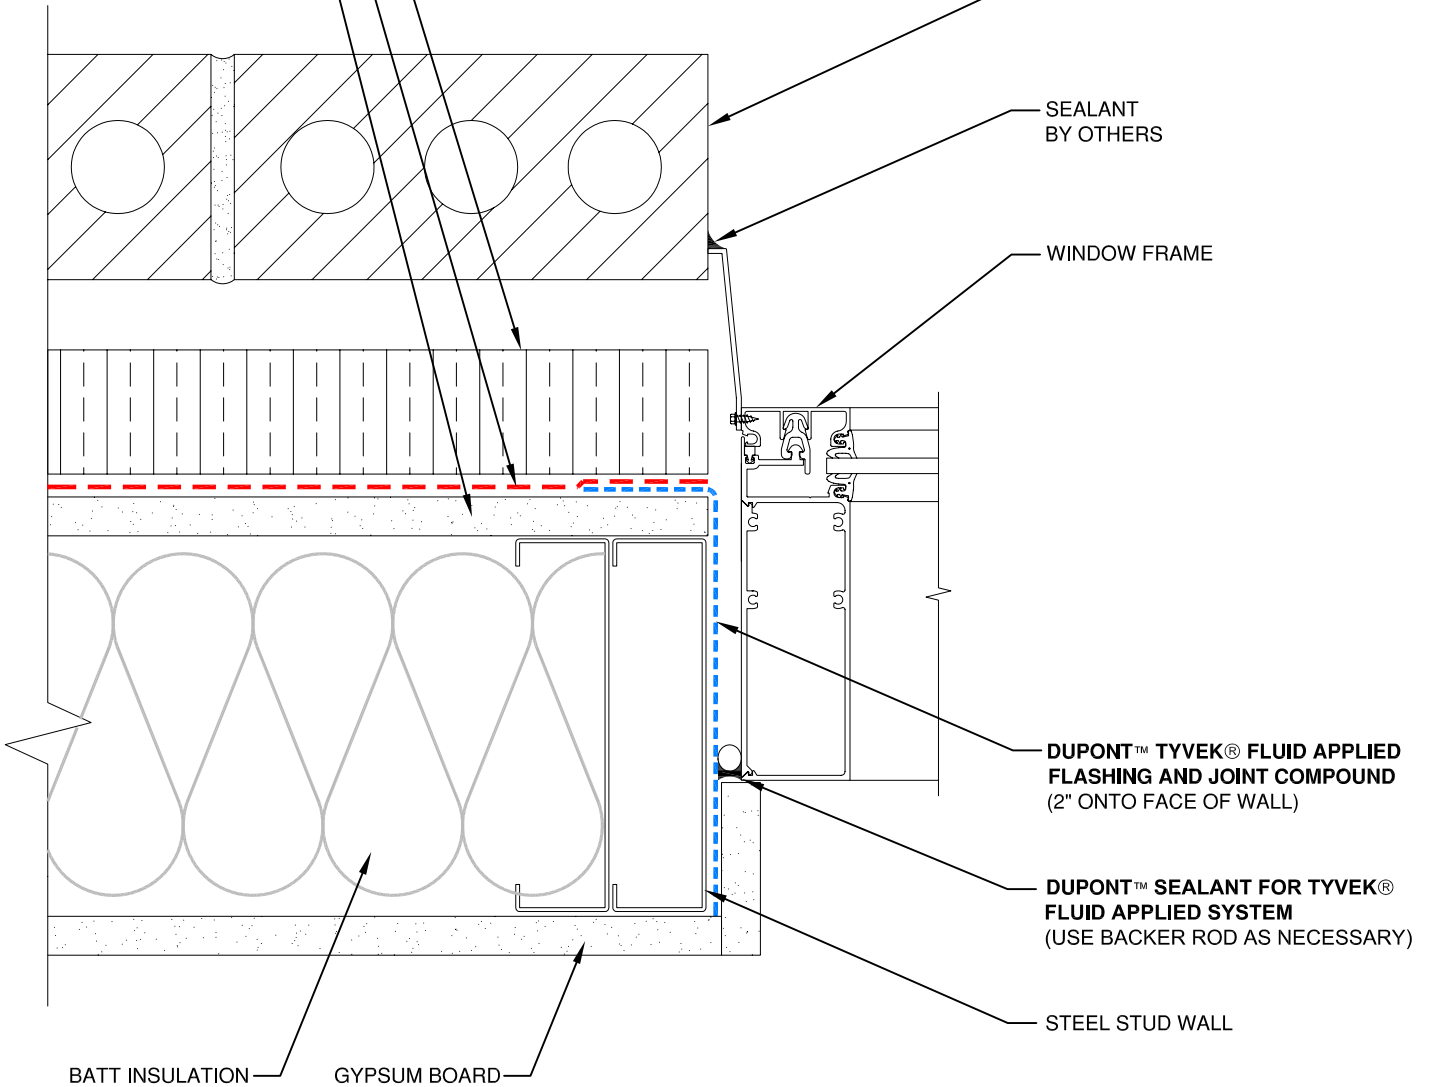 SEALANT
BY OTHERS
WINDOW FRAME
DUPONT™ TYVEK® FLUID APPLIED
FLASHING AND JOINT COMPOUND
(2" ONTO FACE OF WALL)
DUPONT™ SEALANT FOR TYVEK®
FLUID APPLIED SYSTEM
(USE BACKER ROD AS NECESSARY)
STEEL STUD WALL
BATT INSULATION
GYPSUM BOARD